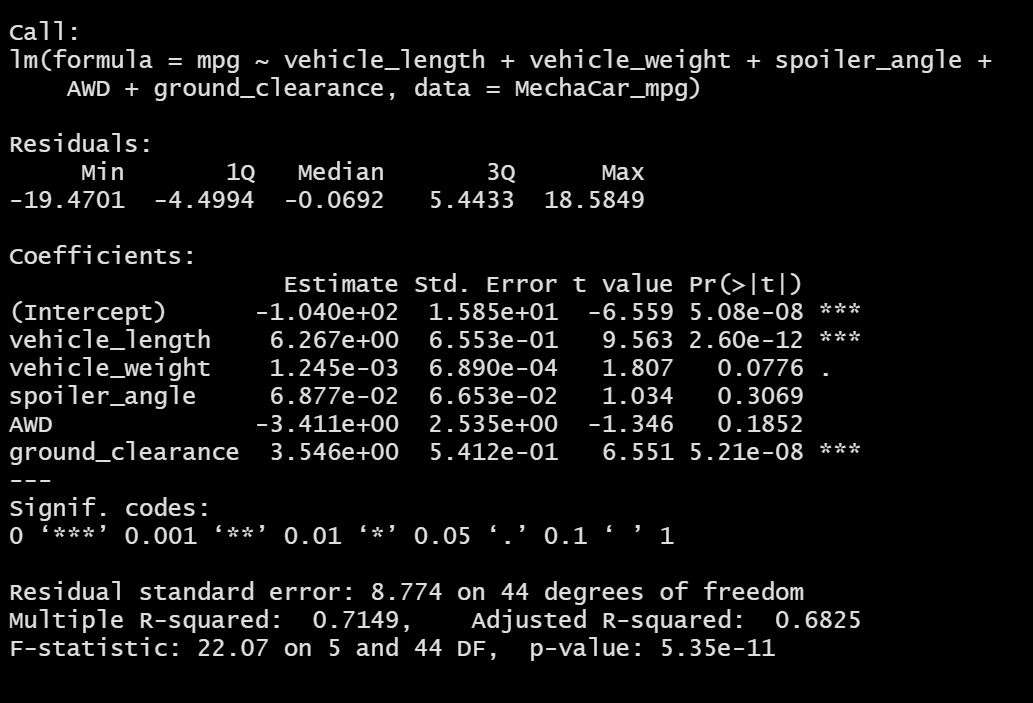 Call:
lm(formula = mpg ~ vehicle_length + vehicle_weight + spoiler_angle +
    AWD + ground_clearance, data = MechaCar_mpg)

Residuals:
     Min       1Q   Median       3Q      Max
-19.4701  -4.4994  -0.0692   5.4433  18.5849

Coefficients:
                   Estimate Std. Error t value Pr(>|t|)
(Intercept)      -1.040e+02  1.585e+01  -6.559 5.08e-08 ***
vehicle_length    6.267e+00  6.553e-01   9.563 2.60e-12 ***
vehicle_weight    1.245e-03  6.890e-04   1.807   0.0776 .
spoiler_angle     6.877e-02  6.653e-02   1.034   0.3069
AWD              -3.411e+00  2.535e+00  -1.346   0.1852
ground_clearance  3.546e+00  5.412e-01   6.551 5.21e-08 ***
---
Signif. codes:
0 ‘***’ 0.001 ‘**’ 0.01 ‘*’ 0.05 ‘.’ 0.1 ‘ ’ 1

Residual standard error: 8.774 on 44 degrees of freedom
Multiple R-squared:  0.7149,    Adjusted R-squared:  0.6825
F-statistic: 22.07 on 5 and 44 DF,  p-value: 5.35e-11